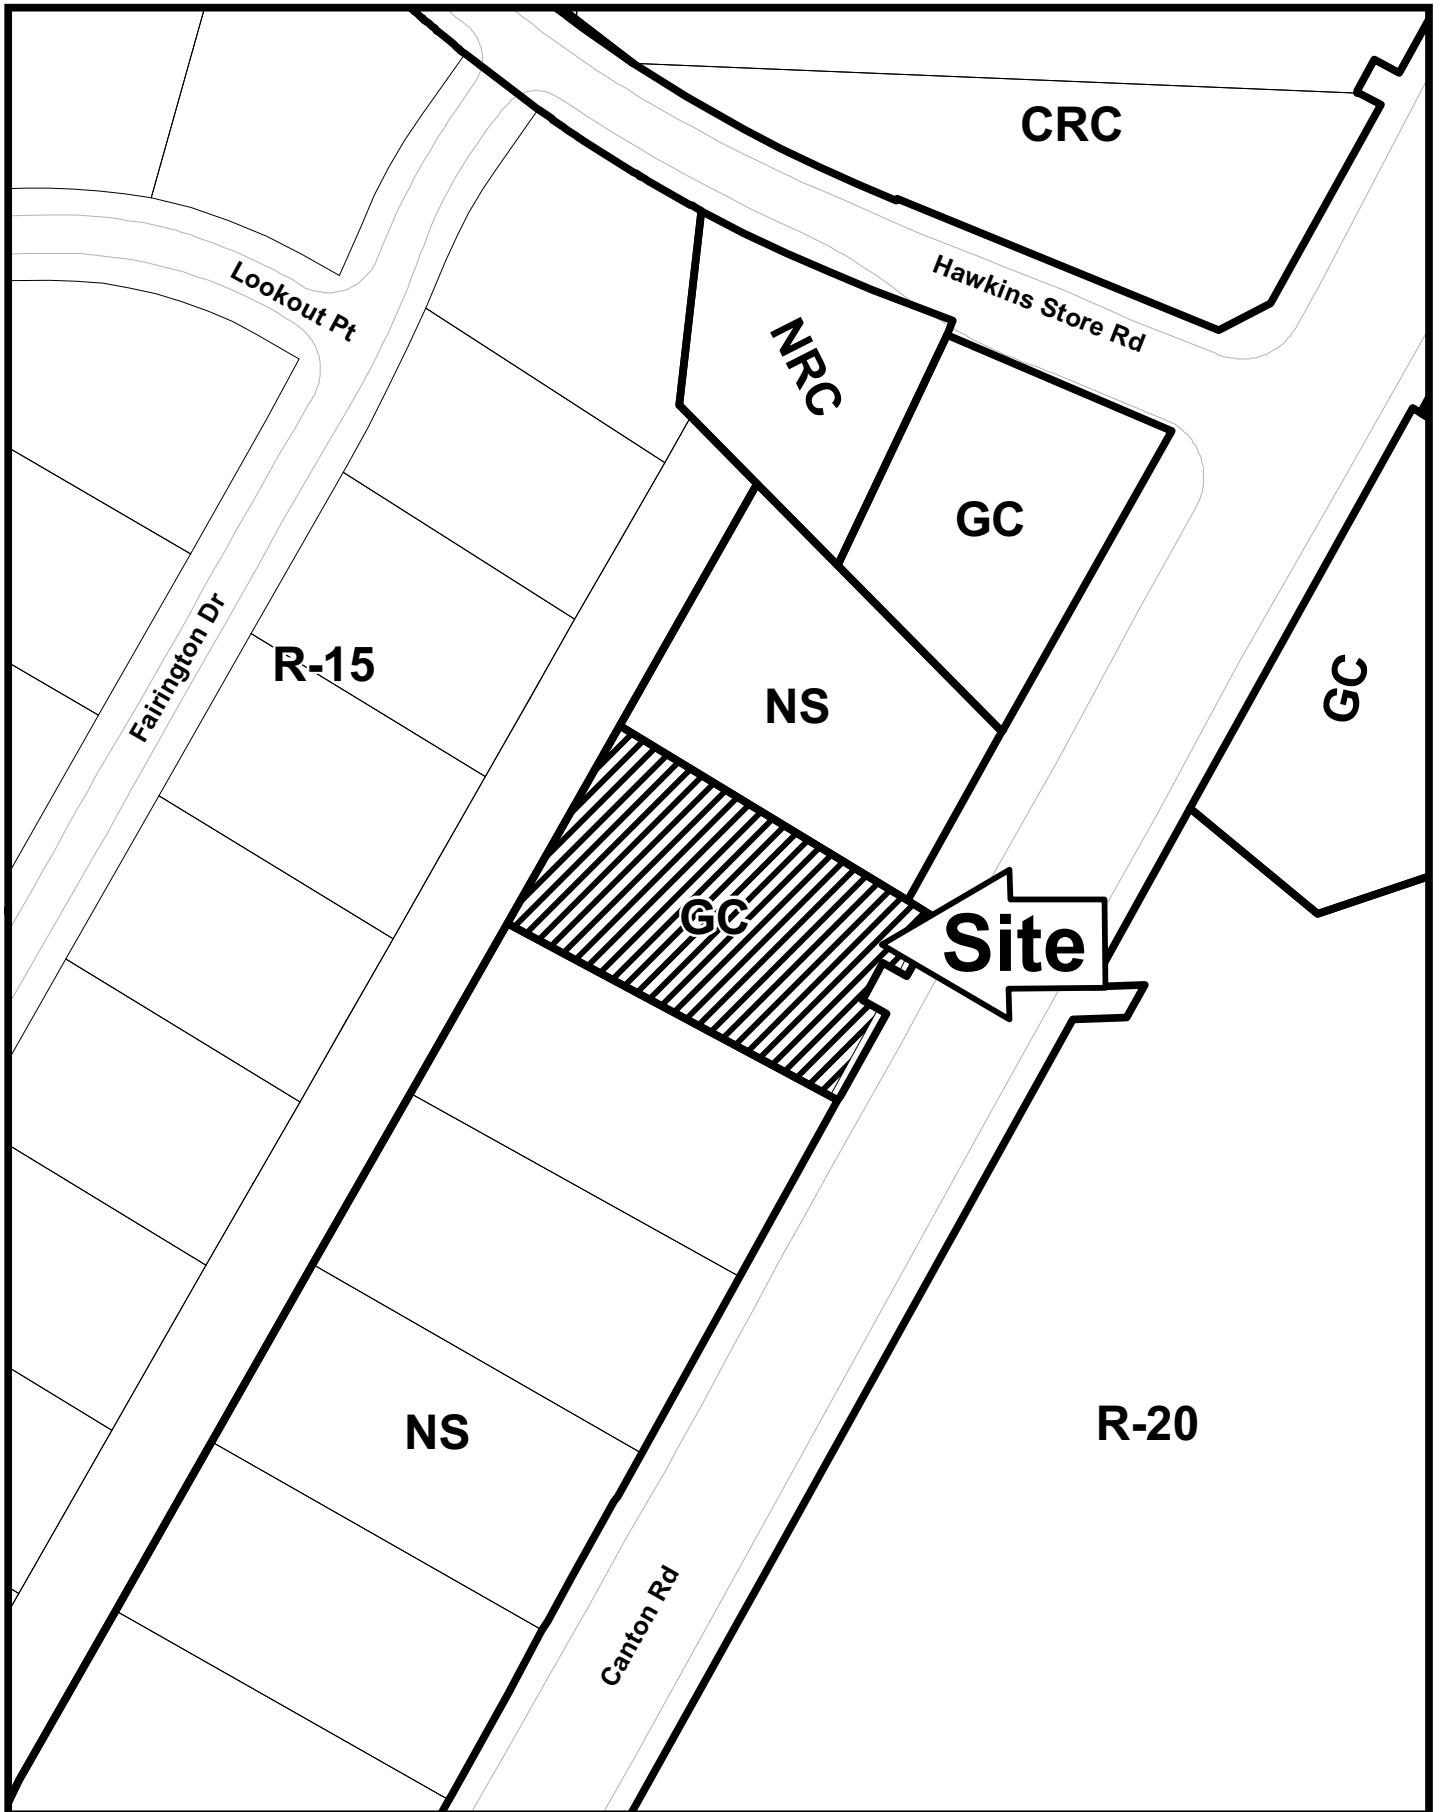 CRC
Hawkins Store Rd
Lookout Pt
NRC
GC
Fairington Dr
R-15
GC
NS
GC
Site
R-20
NS
Canton Rd